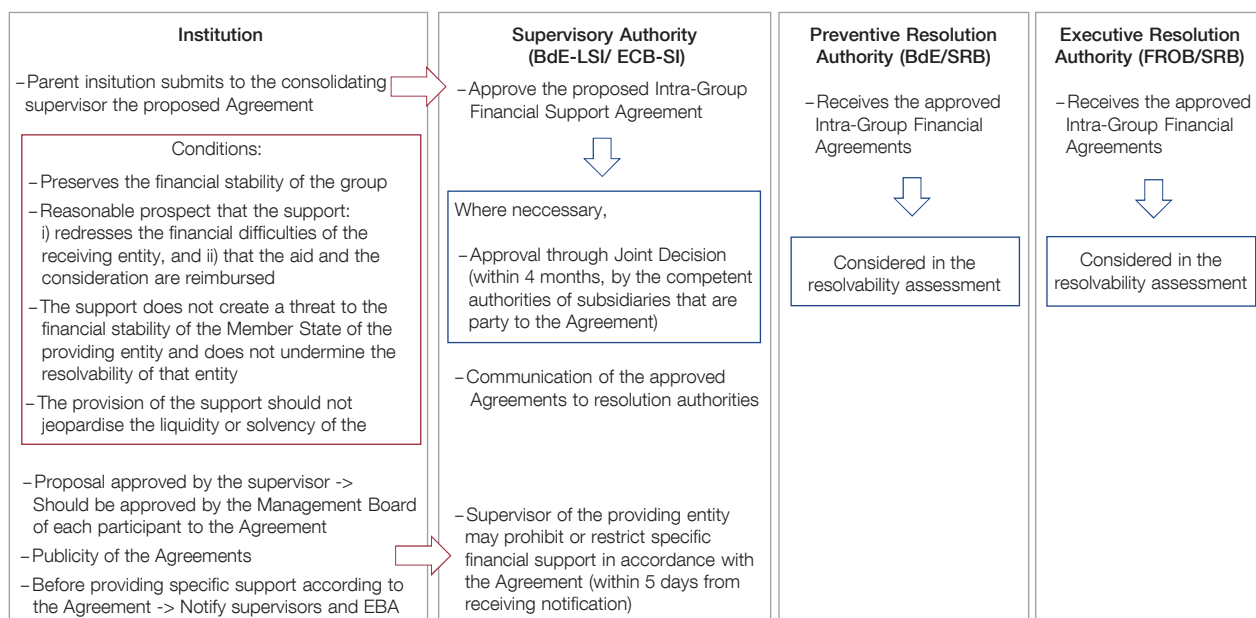 Institution
–Parent insitution submits to the consolidating
supervisor the proposed Agreement
Conditions:
–Preserves the financial stability of the group
–Reasonable prospect that the support:
i) redresses the financial difficulties of the
receiving entity, and ii) that the aid and the
consideration are reimbursed
–The support does not create a threat to the
financial stability of the Member State of the
providing entity and does not undermine the
resolvability of that entity
–The provision of the support should not
jeopardise the liquidity or solvency of the
–Proposal approved by the supervisor ->
Should be approved by the Management Board
of each participant to the Agreement
–Publicity of the Agreements
–Before providing specific support according to
the Agreement -> Notify supervisors and EBA
Supervisory Authority
(BdE-LSI/ ECB-SI)
–Approve the proposed Intra-Group
Financial Support Agreement
Where neccessary,
–Approval through Joint Decision
(within 4 months, by the competent
authorities of subsidiaries that are
party to the Agreement)
–Communication of the approved
Agreements to resolution authorities
–Supervisor of the providing entity
may prohibit or restrict specific
financial support in accordance with
the Agreement (within 5 days from
receiving notification)
Preventive Resolution
Authority (BdE/SRB)
–Receives the approved
Intra-Group Financial
Agreements
Considered in the
resolvability assessment
Executive Resolution
Authority (FROB/SRB)
–Receives the approved
Intra-Group Financial
Agreements
Considered in the
resolvability assessment